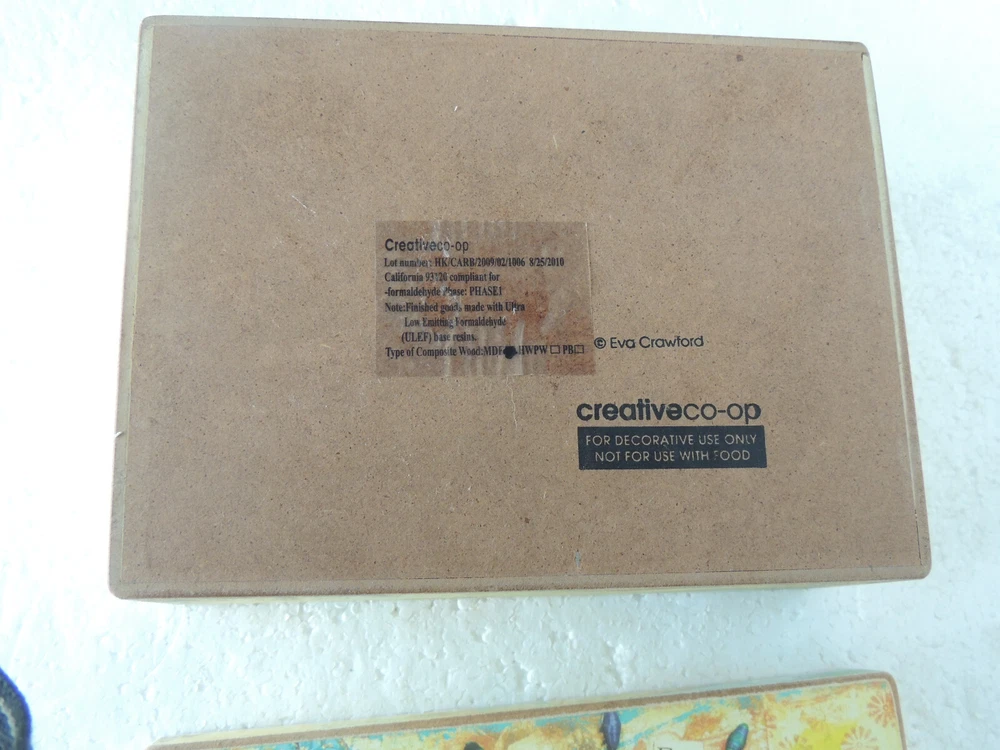 Creativeco-op
Lot number: HK/CARB/2009/02/1006 8/25/2010
California 93120 compliant for
-formaldehyde Phase: PHASE1
Note:Finished goods made with Ultra
Low Emitting Formaldehyde
(ULEF) base resins.
Type of Composite Wood:MDF HWPW □ PB□
© Eva Crawford
creativeco-op
FOR DECORATIVE USE ONLY
NOT FOR USE WITH FOOD